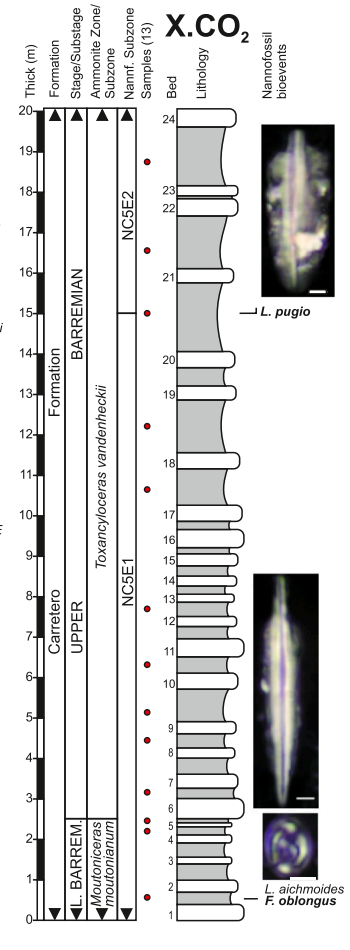 X.CO2
Thick (m)
Formation
Stage/Substage
Ammonite Zone/
Subzone
Nannf. Subzone
Samples (13)
Bed
Lithology
Nannofossil
bioevents
20
19
18
17
16
15
14
13
12
11
10
9
8
7
6
5
4
3
2
1
0
Carretero Formation
UPPER BARREMIAN
L. BARREM.
Toxancyloceras vandenheckii
Moutoniceras
moutonianum
NC5E2
NC5E1
24
23
22
21
20
19
18
17
16
15
14
13
12
11
10
9
8
7
6
5
4
3
2
1
L. pugio
L. aichmoides
F. oblongus